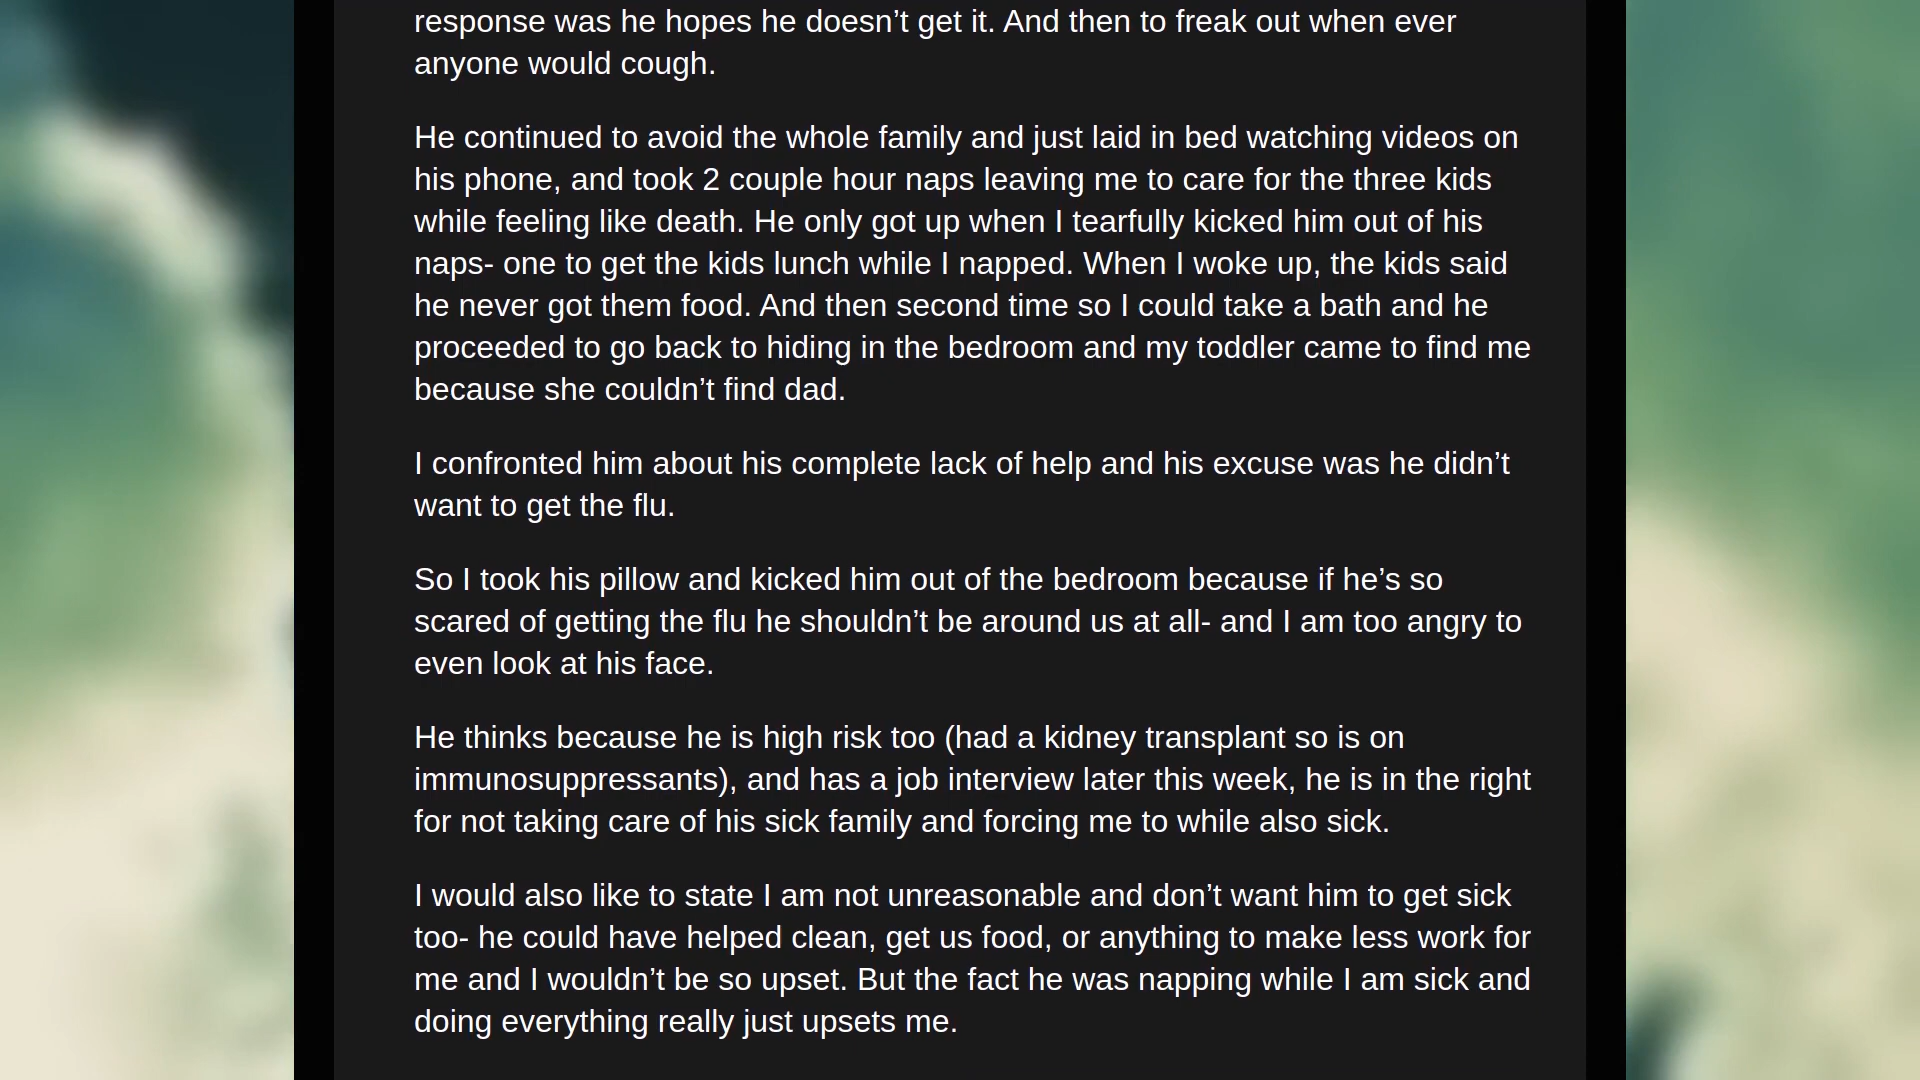 response was he hopes he doesn’t get it. And then to freak out when ever
anyone would cough.
He continued to avoid the whole family and just laid in bed watching videos on
his phone, and took 2 couple hour naps leaving me to care for the three kids
while feeling like death. He only got up when I tearfully kicked him out of his
naps- one to get the kids lunch while I napped. When I woke up, the kids said
he never got them food. And then second time so I could take a bath and he
proceeded to go back to hiding in the bedroom and my toddler came to find me
because she couldn’t find dad.
I confronted him about his complete lack of help and his excuse was he didn’t
want to get the flu.
So I took his pillow and kicked him out of the bedroom because if he’s so
scared of getting the flu he shouldn’t be around us at all- and I am too angry to
even look at his face.
He thinks because he is high risk too (had a kidney transplant so is on
immunosuppressants), and has a job interview later this week, he is in the right
for not taking care of his sick family and forcing me to while also sick.
I would also like to state I am not unreasonable and don’t want him to get sick
too- he could have helped clean, get us food, or anything to make less work for
me and I wouldn’t be so upset. But the fact he was napping while I am sick and
doing everything really just upsets me.